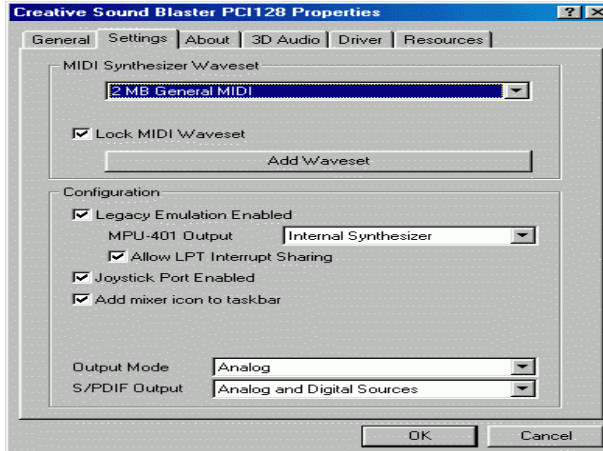 Creative Sound Blaster PCI128 Properties
General Settings About 3D Audio Driver Resources
MIDI Synthesizer Waveset
2 MB General MIDI
Lock MIDI Waveset
Add Waveset
Configuration
Legacy Emulation Enabled
MPU-401 Output Internal Synthesizer
Allow LPT Interrupt Sharing
Joystick Port Enabled
Add mixer icon to taskbar
Output Mode Analog
S/PDIF Output Analog and Digital Sources
OK Cancel